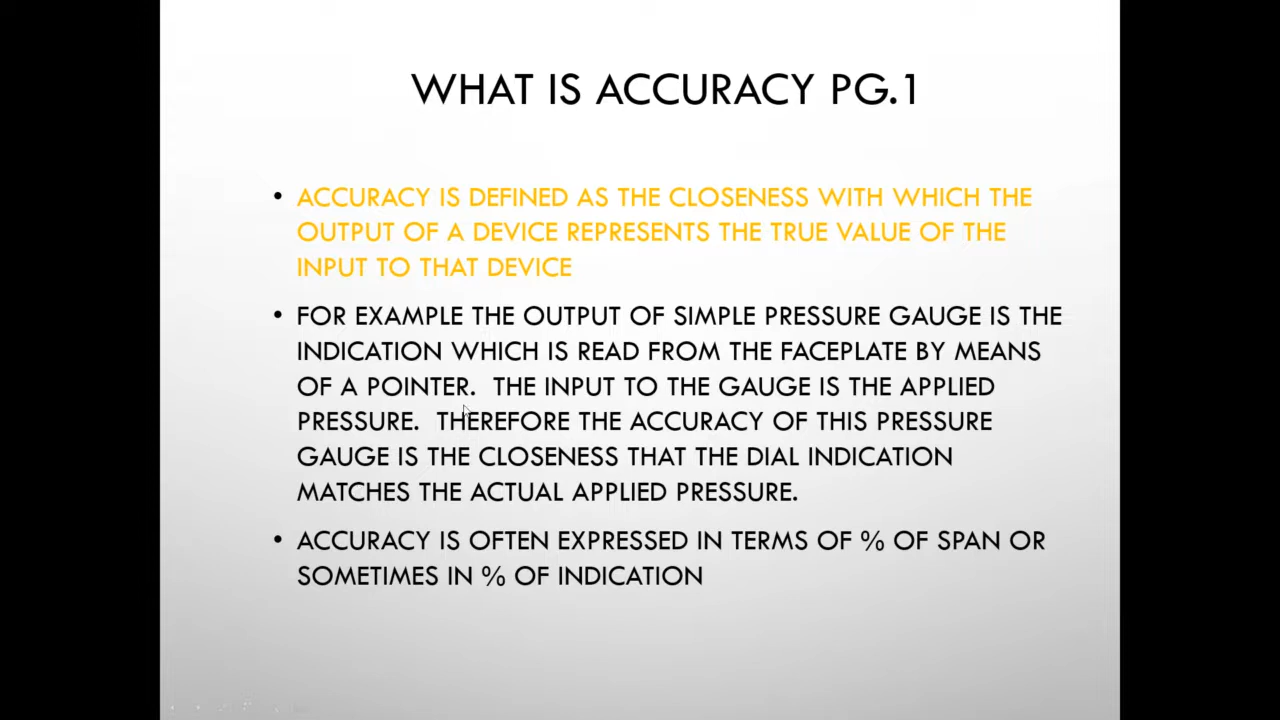 WHAT IS ACCURACY PG.1
• ACCURACY IS DEFINED AS THE CLOSENESS WITH WHICH THE
OUTPUT OF A DEVICE REPRESENTS THE TRUE VALUE OF THE
INPUT TO THAT DEVICE
• FOR EXAMPLE THE OUTPUT OF SIMPLE PRESSURE GAUGE IS THE
INDICATION WHICH IS READ FROM THE FACEPLATE BY MEANS
OF A POINTER.  THE INPUT TO THE GAUGE IS THE APPLIED
PRESSURE.  THEREFORE THE ACCURACY OF THIS PRESSURE
GAUGE IS THE CLOSENESS THAT THE DIAL INDICATION
MATCHES THE ACTUAL APPLIED PRESSURE.
• ACCURACY IS OFTEN EXPRESSED IN TERMS OF % OF SPAN OR
SOMETIMES IN % OF INDICATION